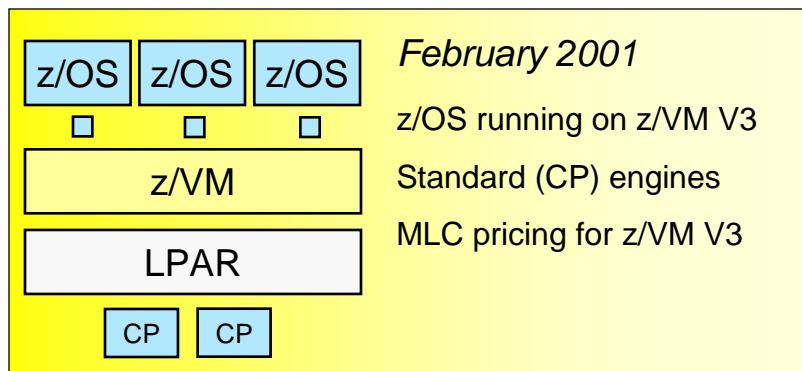 z/OS z/OS z/OS
z/VM
LPAR
CP CP
February 2001
z/OS running on z/VM V3
Standard (CP) engines
MLC pricing for z/VM V3